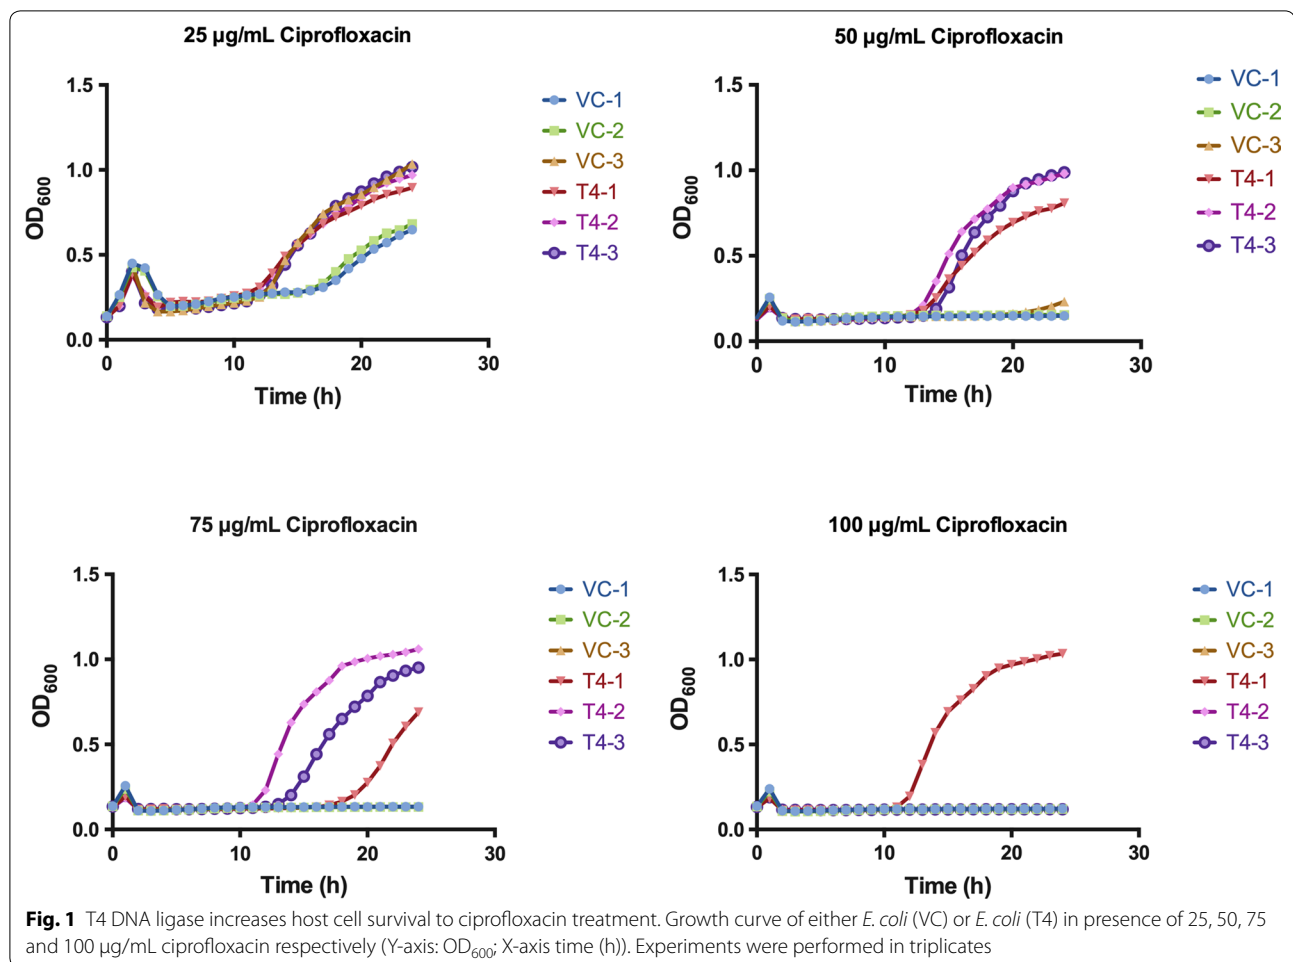 25 µg/mL Ciprofloxacin
1.5
1.0
0.5
0.0
OD600
0
10
20
30
Time (h)
VC-1
VC-2
VC-3
T4-1
T4-2
T4-3
50 µg/mL Ciprofloxacin
1.5
1.0
0.5
0.0
OD600
0
10
20
30
Time (h)
VC-1
VC-2
VC-3
T4-1
T4-2
T4-3
75 µg/mL Ciprofloxacin
1.5
1.0
0.5
0.0
OD600
0
10
20
30
Time (h)
VC-1
VC-2
VC-3
T4-1
T4-2
T4-3
100 µg/mL Ciprofloxacin
1.5
1.0
0.5
0.0
OD600
0
10
20
30
Time (h)
VC-1
VC-2
VC-3
T4-1
T4-2
T4-3
Fig. 1 T4 DNA ligase increases host cell survival to ciprofloxacin treatment. Growth curve of either E. coli (VC) or E. coli (T4) in presence of 25, 50, 75
and 100 µg/mL ciprofloxacin respectively (Y-axis: OD600; X-axis time (h)). Experiments were performed in triplicates